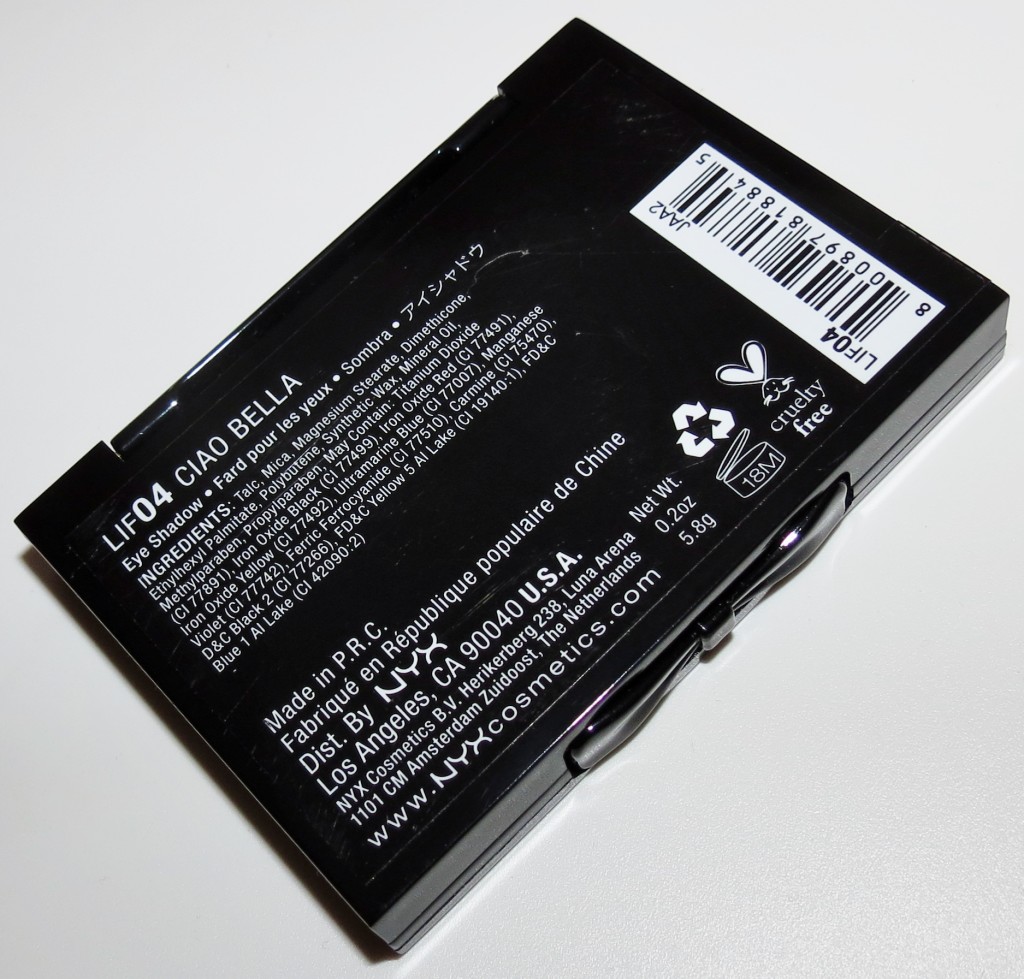 LIF04 CIAO BELLA
Eye Shadow • Fard pour les yeux • Sombra • アイシャドウ
INGREDIENTS: Talc, Mica, Magnesium Stearate, Dimethicone,
Ethylhexyl Palmitate, Polybutene, Synthetic Wax, Mineral Oil,
Methylparaben, Propylparaben, May Contain: Titanium Dioxide
(CI 77891), Iron Oxide Black (CI 77499), Iron Oxide Red (CI 77491),
Iron Oxide Yellow (CI 77492), Ultramarine Blue (CI 77007), Manganese
Violet (CI 77742), Ferric Ferrocyanide (CI 77510), Carmine (CI 75470),
D&C Black 2 (CI 77266), FD&C Yellow 5 Al Lake (CI 19140:1), FD&C
Blue 1 Al Lake (CI 42090:2)
Made in P.R.C.
Fabriqué en République populaire de Chine
Dist. By NYX
Los Angeles, CA 90040 U.S.A.
NYX Cosmetics B.V. Herikerberg 238, Luna Arena
1101 CM Amsterdam Zuidoost, The Netherlands
www.NYXcosmetics.com
Net Wt.
0.2oz
5.8g
18M
cruelty
free
LIF04
JAA2
8 00897 81884 5